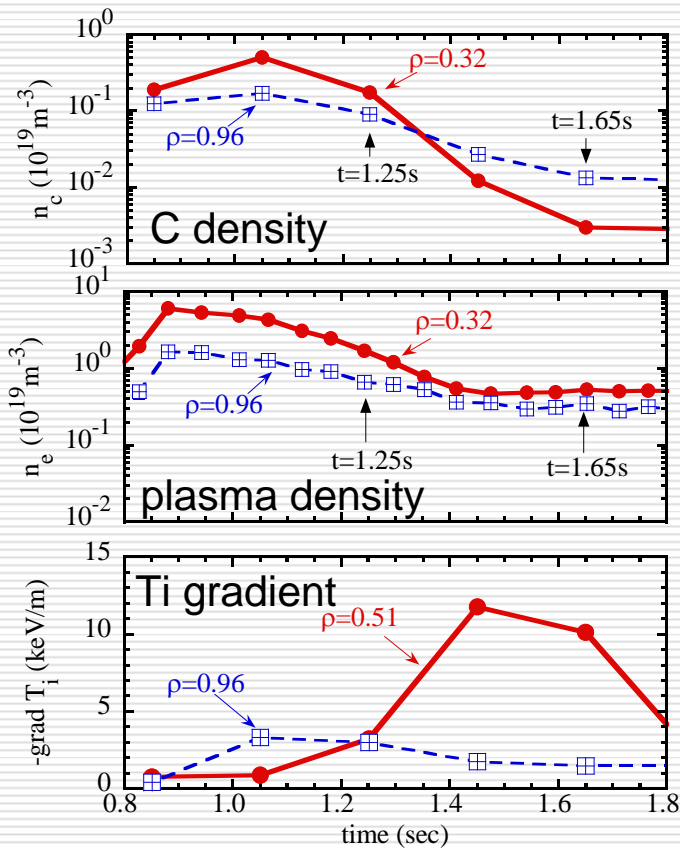 10^0
10^-1
10^-2
10^-3
n_c (10^19 m^-3)
ρ=0.32
ρ=0.96
t=1.65s
t=1.25s
C density
10^1
10^0
10^-1
10^-2
n_e (10^19 m^-3)
ρ=0.32
ρ=0.96
t=1.25s
t=1.65s
plasma density
15
10
5
0
-grad T_i (keV/m)
Ti gradient
ρ=0.51
ρ=0.96
0.8 1.0 1.2 1.4 1.6 1.8
time (sec)